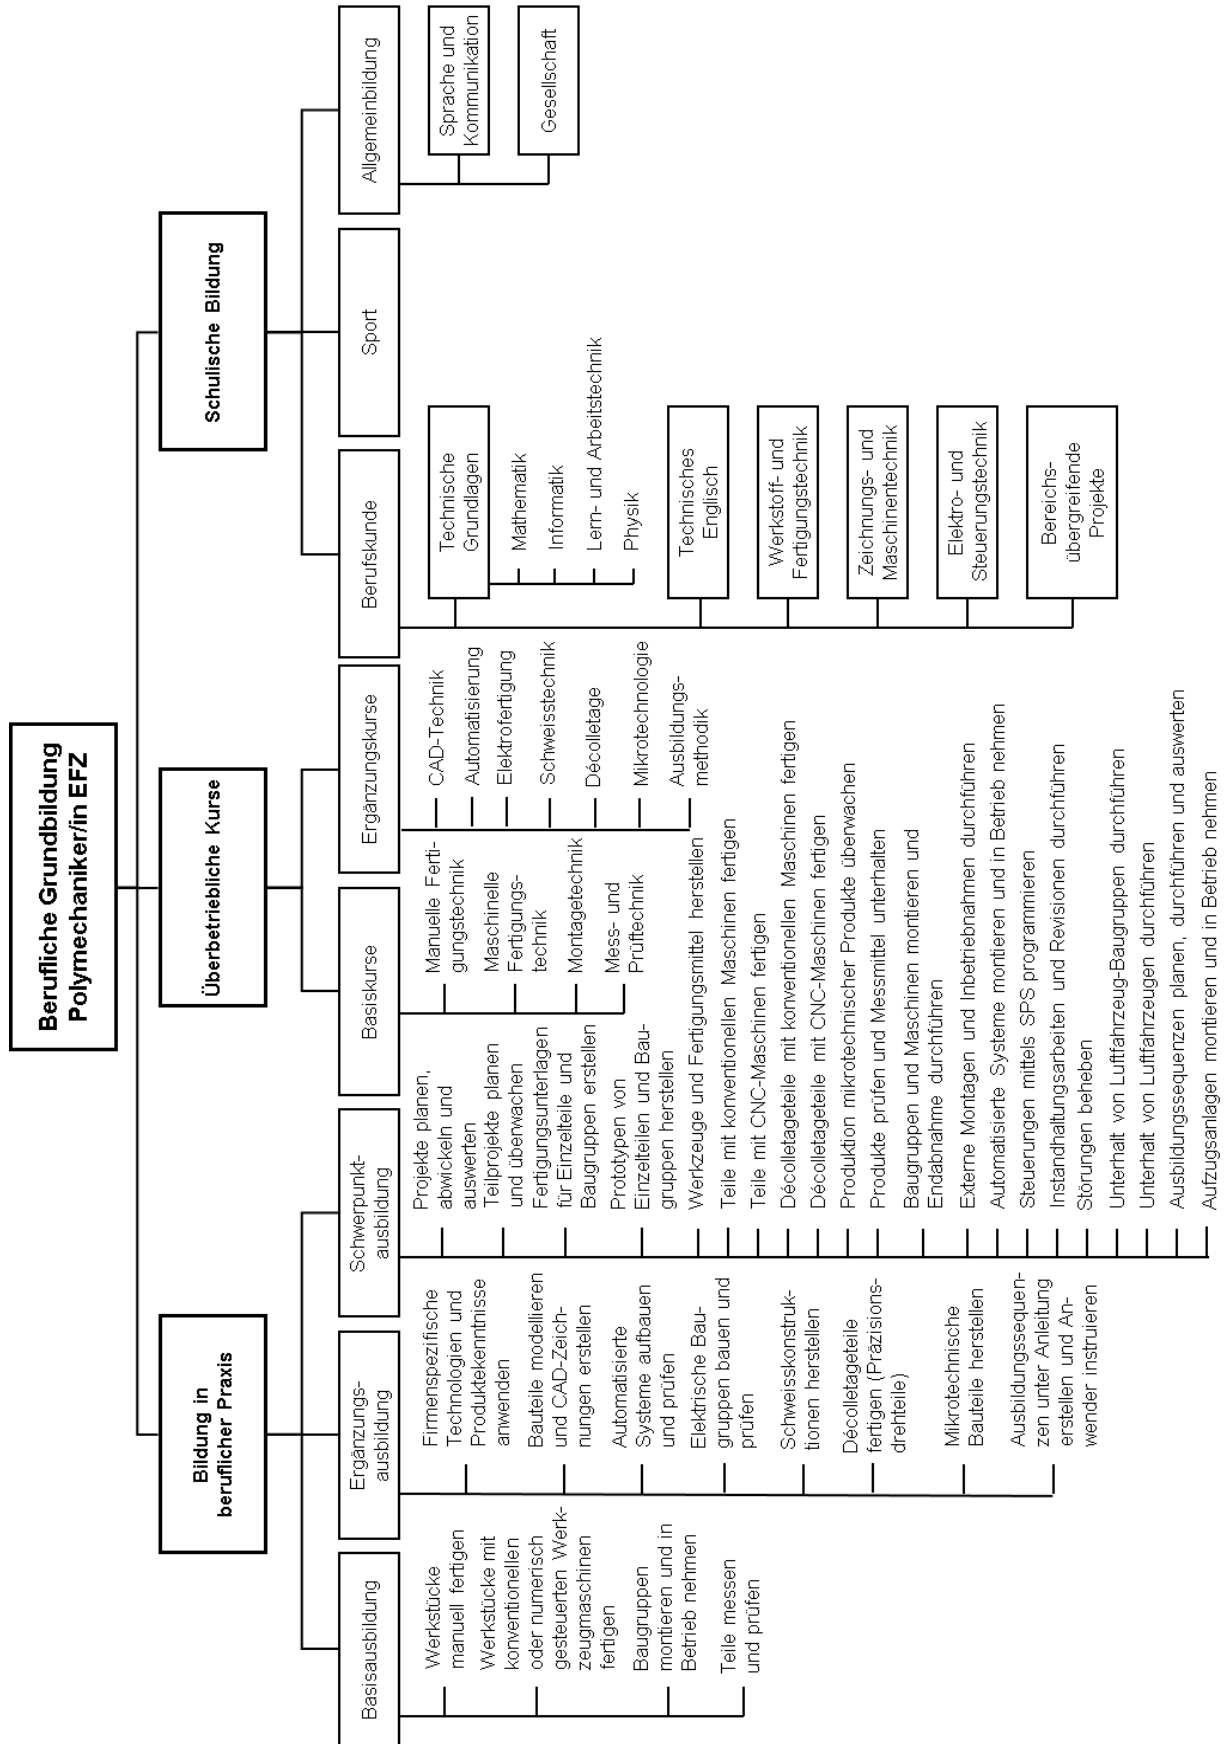 Berufliche Grundbildung
Polymechaniker/in EFZ
Bildung in
beruflicher Praxis
Überbetriebliche Kurse
Schulische Bildung
Basisausbildung
Ergänzungs-
ausbildung
Schwerpunkt-
ausbildung
Basiskurse
Ergänzungskurse
Berufskunde
Sport
Allgemeinbildung
Werkstücke
manuell fertigen
Werkstücke mit
konventionellen
oder numerisch
gesteuerten Werk-
zeugmaschinen
fertigen
Baugruppen
montieren und in
Betrieb nehmen
Teile messen
und prüfen
Firmenspezifische
Technologien und
Produktekenntnisse
anwenden
Bauteile modellieren
und CAD-Zeich-
nungen erstellen
Automatisierte
Systeme aufbauen
und prüfen
Elektrische Bau-
gruppen bauen und
prüfen
Schweisskonstruk-
tionen herstellen
Décolletageteile
fertigen (Präzisions-
drehteile)
Mikrotechnische
Bauteile herstellen
Ausbildungssequen-
zen unter Anleitung
erstellen und An-
wender instruieren
Projekte planen,
abwickeln und
auswerten
Teilprojekte planen
und überwachen
Fertigungsunterlagen
für Einzelteile und
Baugruppen erstellen
Prototypen von
Einzelteilen und Bau-
gruppen herstellen
Werkzeuge und Fertigungsmittel herstellen
Teile mit konventionellen Maschinen fertigen
Teile mit CNC-Maschinen fertigen
Décolletageteile mit konventionellen Maschinen fertigen
Décolletageteile mit CNC-Maschinen fertigen
Produktion mikrotechnischer Produkte überwachen
Produkte prüfen und Messmittel unterhalten
Baugruppen und Maschinen montieren und
Endabnahme durchführen
Externe Montagen und Inbetriebnahmen durchführen
Automatisierte Systeme montieren und in Betrieb nehmen
Steuerungen mittels SPS programmieren
Instandhaltungsarbeiten und Revisionen durchführen
Störungen beheben
Unterhalt von Luftfahrzeug-Baugruppen durchführen
Unterhalt von Luftfahrzeugen durchführen
Ausbildungssequenzen planen, durchführen und auswerten
Aufzugsanlagen montieren und in Betrieb nehmen
Manuelle Ferti-
gungstechnik
Maschinelle
Fertigungs-
technik
Montagetechnik
Mess- und
Prüftechnik
CAD-Technik
Automatisierung
Elektrofertigung
Schweisstechnik
Décolletage
Mikrotechnologie
Ausbildungs-
methodik
Technische
Grundlagen
Mathematik
Informatik
Lern- und Arbeitstechnik
Physik
Technisches
Englisch
Werkstoff- und
Fertigungstechnik
Zeichnungs- und
Maschinentechnik
Elektro- und
Steuerungstechnik
Bereichs-
übergreifende
Projekte
Sprache und
Kommunikation
Gesellschaft